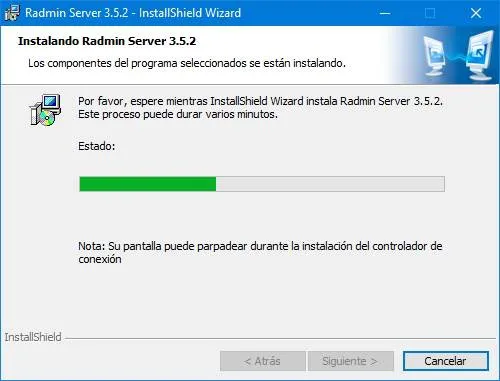 Radmin Server 3.5.2 - InstallShield Wizard
Instalando Radmin Server 3.5.2
Los componentes del programa seleccionados se están instalando.
Por favor, espere mientras InstallShield Wizard instala Radmin Server 3.5.2.
Este proceso puede durar varios minutos.
Estado:
Nota: Su pantalla puede parpadear durante la instalación del controlador de
conexión
InstallShield
< Atrás
Siguiente >
Cancelar